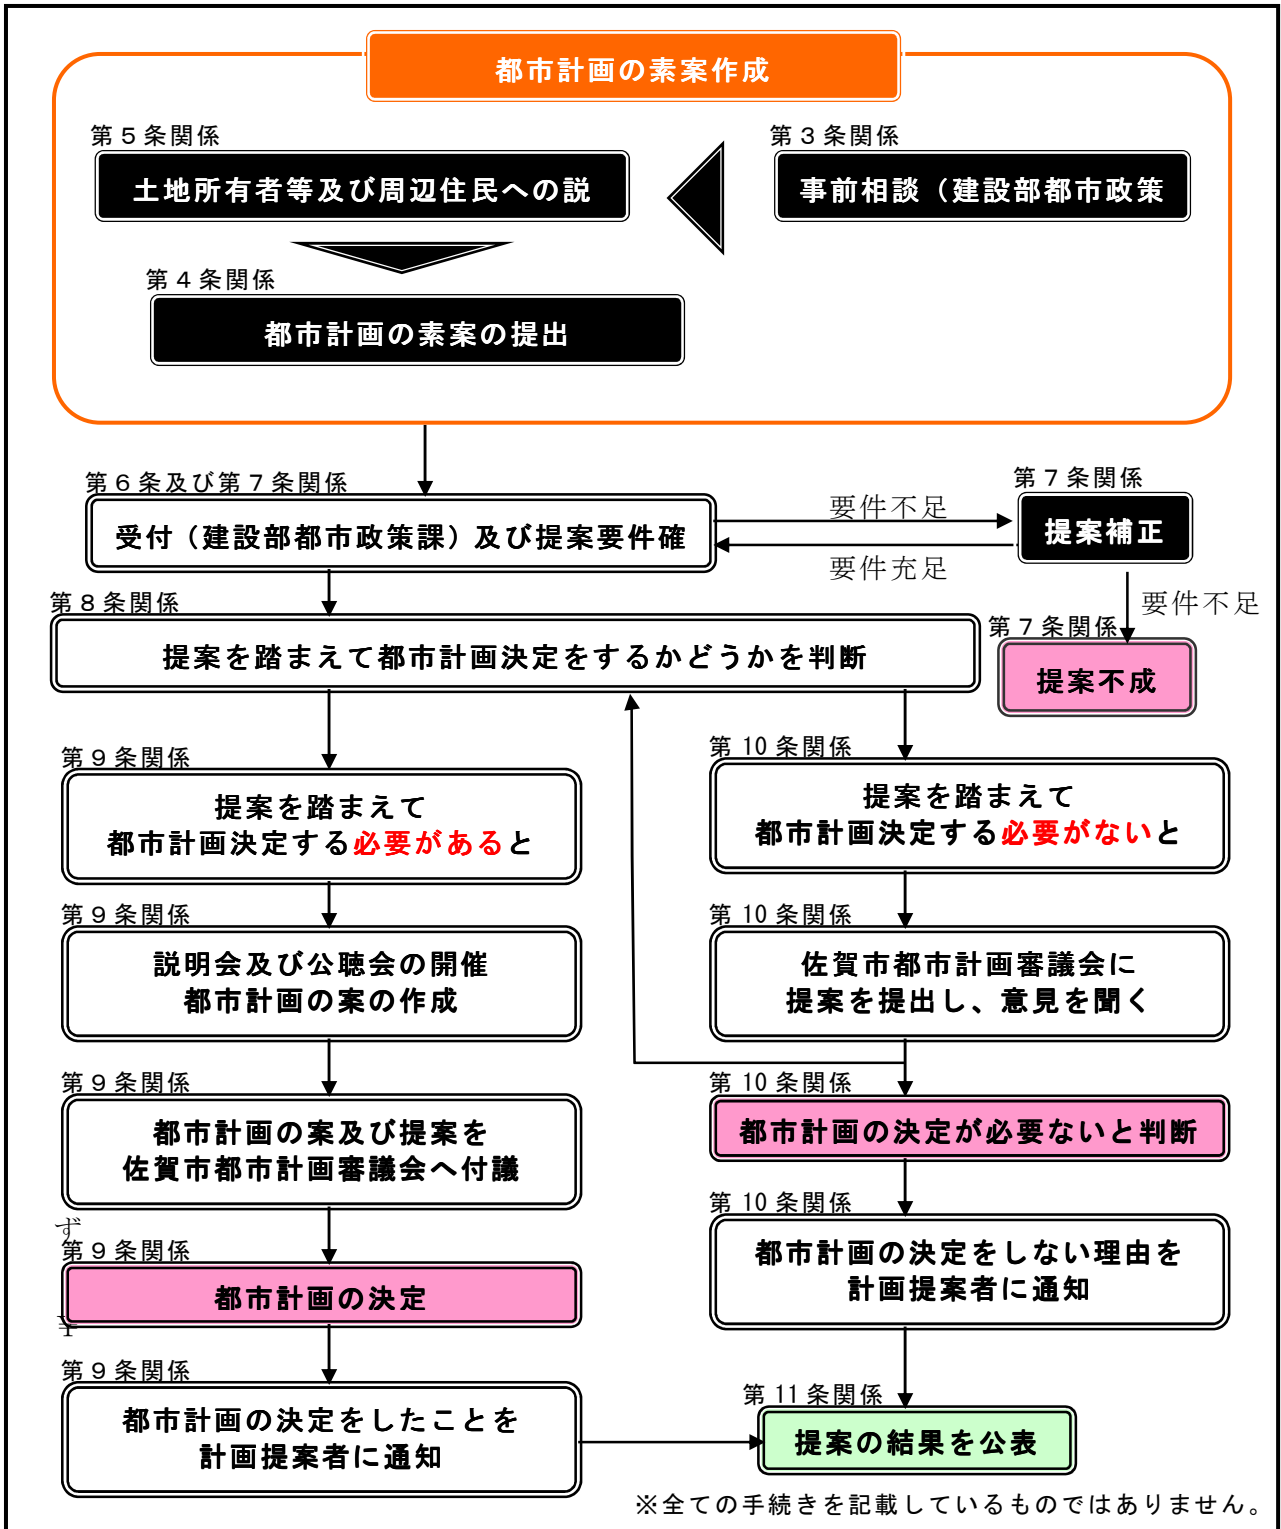 都市計画の素案作成
第５条関係
第３条関係
土地所有者等及び周辺住民への説
事前相談（建設部都市政策
第４条関係
都市計画の素案の提出
第６条及び第７条関係
第７条関係
受付（建設部都市政策課）及び提案要件確
要件不足
提案補正
要件充足
要件不足
第８条関係
第７条関係
提案を踏まえて都市計画決定をするかどうかを判断
提案不成
第９条関係
第10条関係
提案を踏まえて
都市計画決定する必要があると
提案を踏まえて
都市計画決定する必要がないと
第９条関係
第10条関係
説明会及び公聴会の開催
都市計画の案の作成
佐賀市都市計画審議会に
提案を提出し、意見を聞く
第９条関係
第10条関係
都市計画の案及び提案を
佐賀市都市計画審議会へ付議
都市計画の決定が必要ないと判断
第10条関係
ず
第９条関係
都市計画の決定をしない理由を
計画提案者に通知
都市計画の決定
¥
第９条関係
第11条関係
都市計画の決定をしたことを
計画提案者に通知
提案の結果を公表
※全ての手続きを記載しているものではありません。